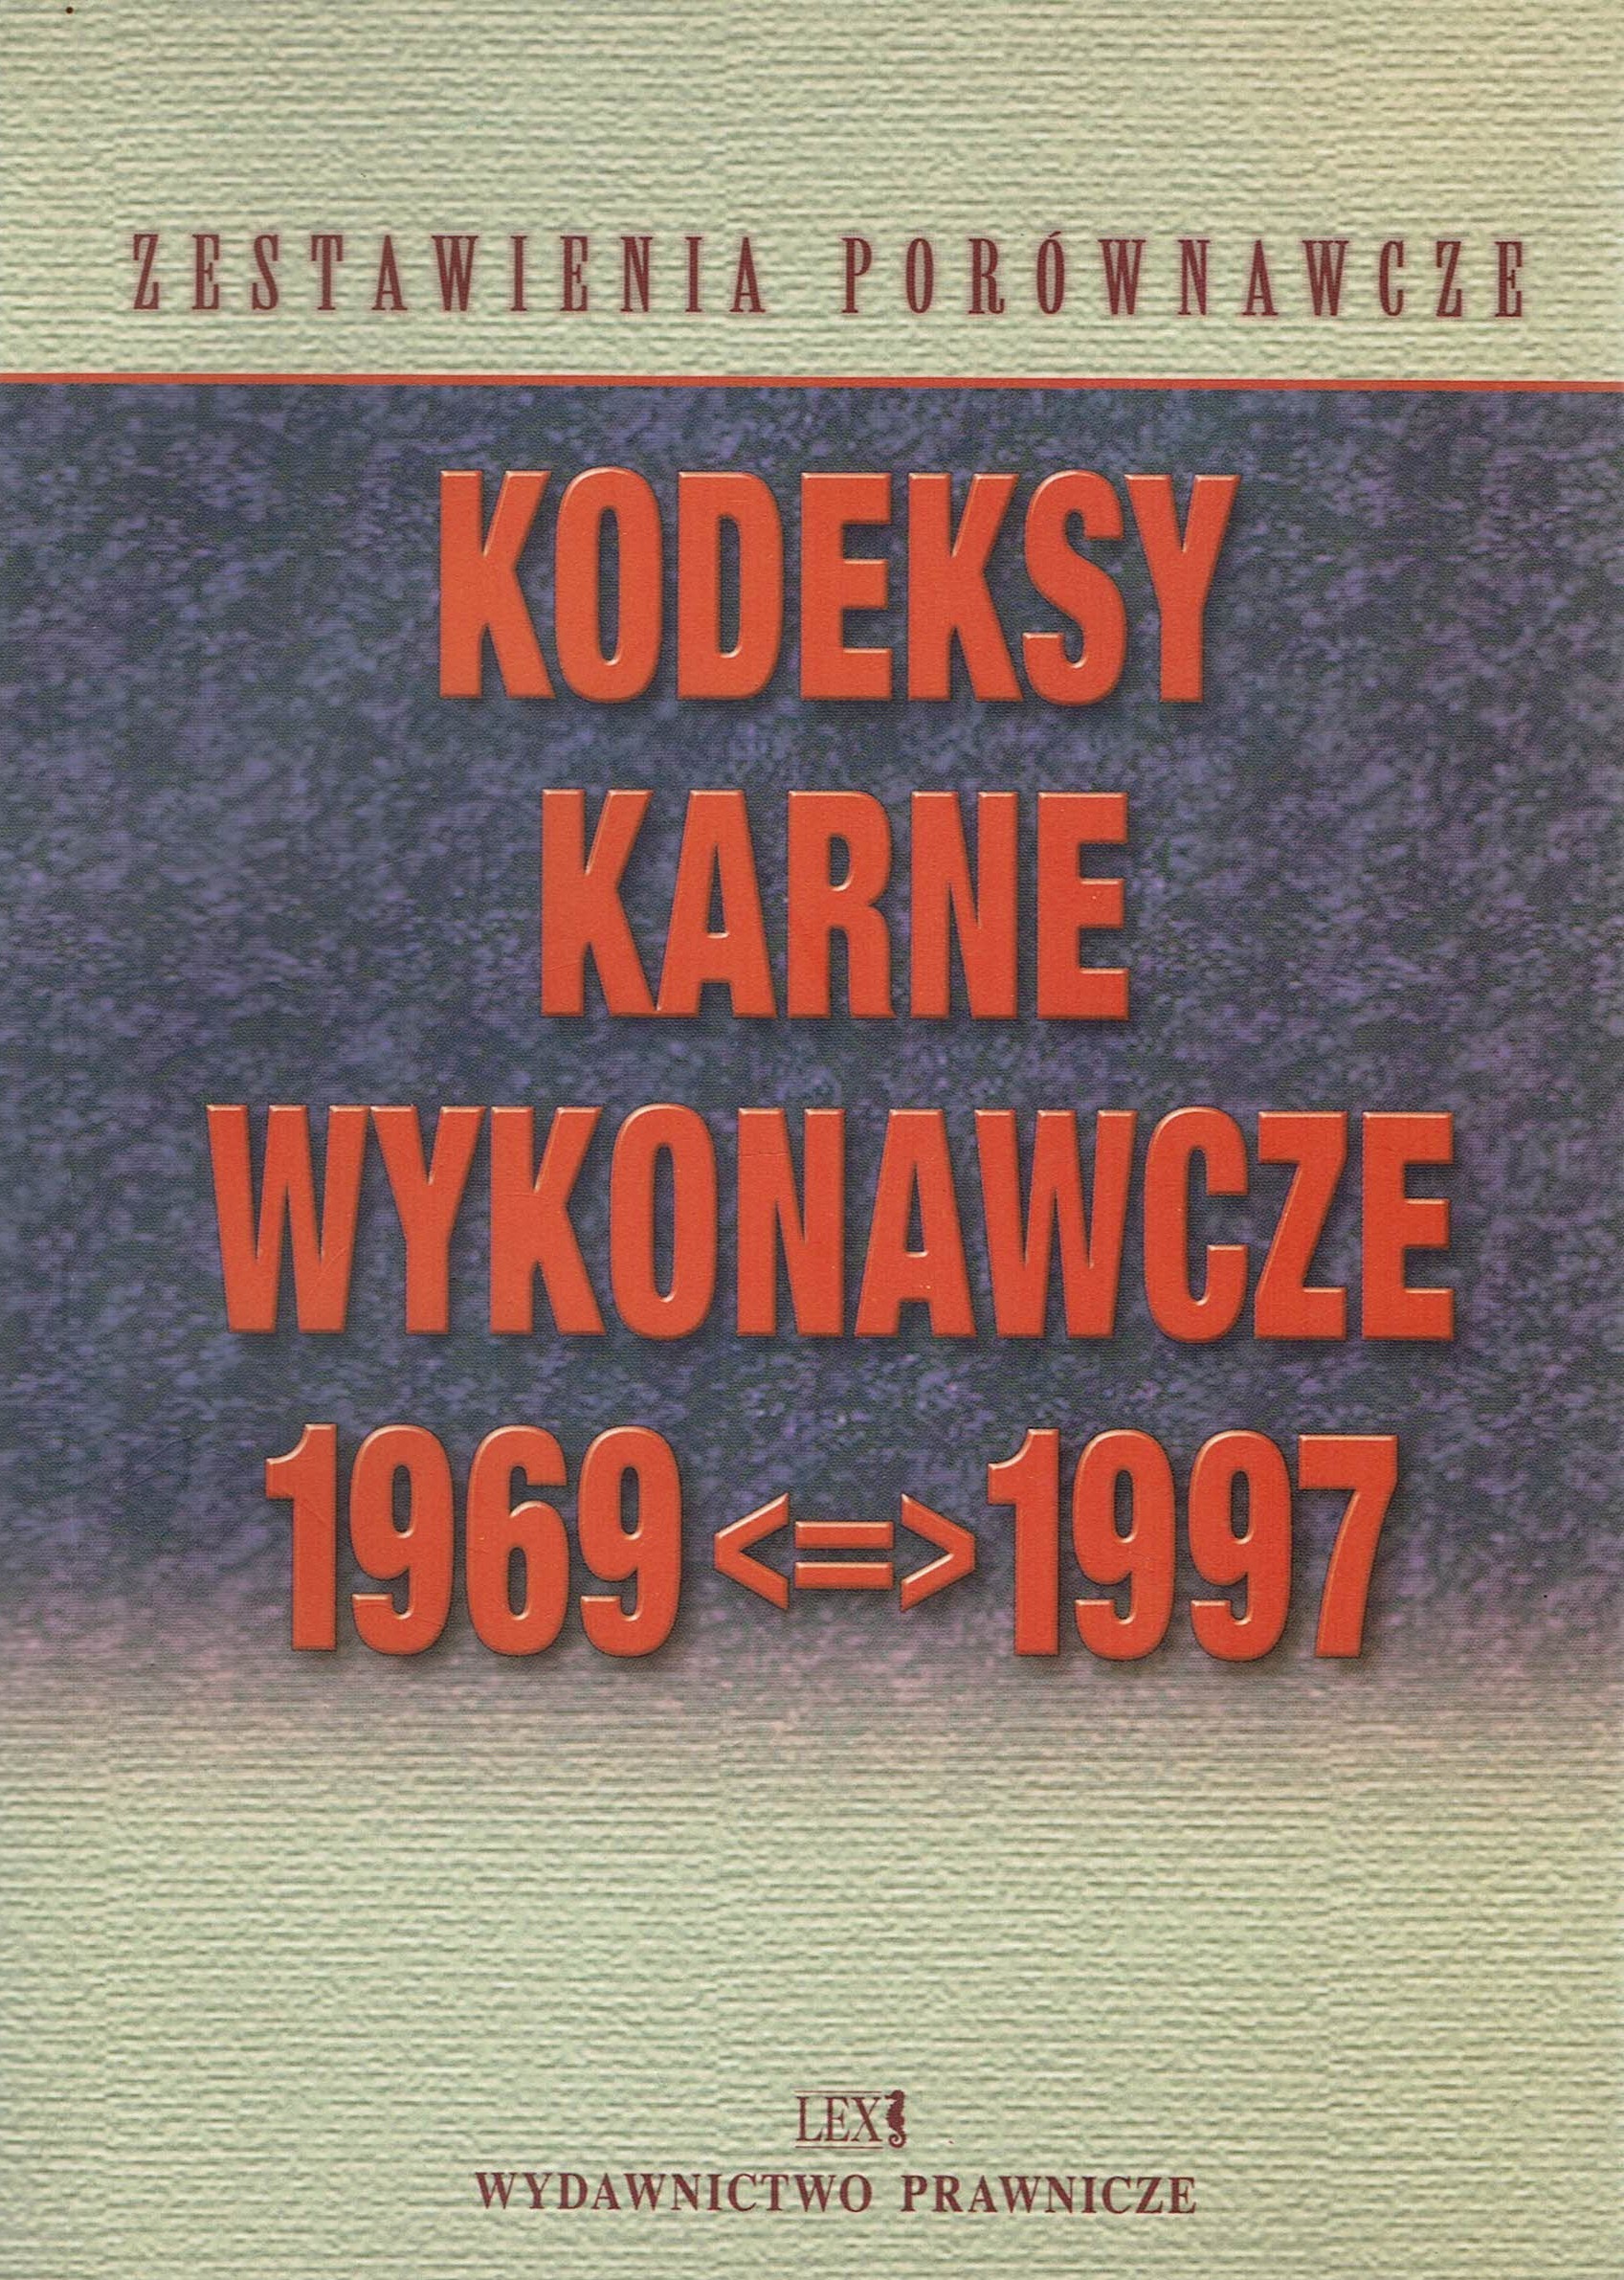 ZESTAWIENIA PORÓWNAWCZE
KODEKSY
KARNE
WYKONAWCZE
1969 <=> 1997
LEX
WYDAWNICTWO PRAWNICZE